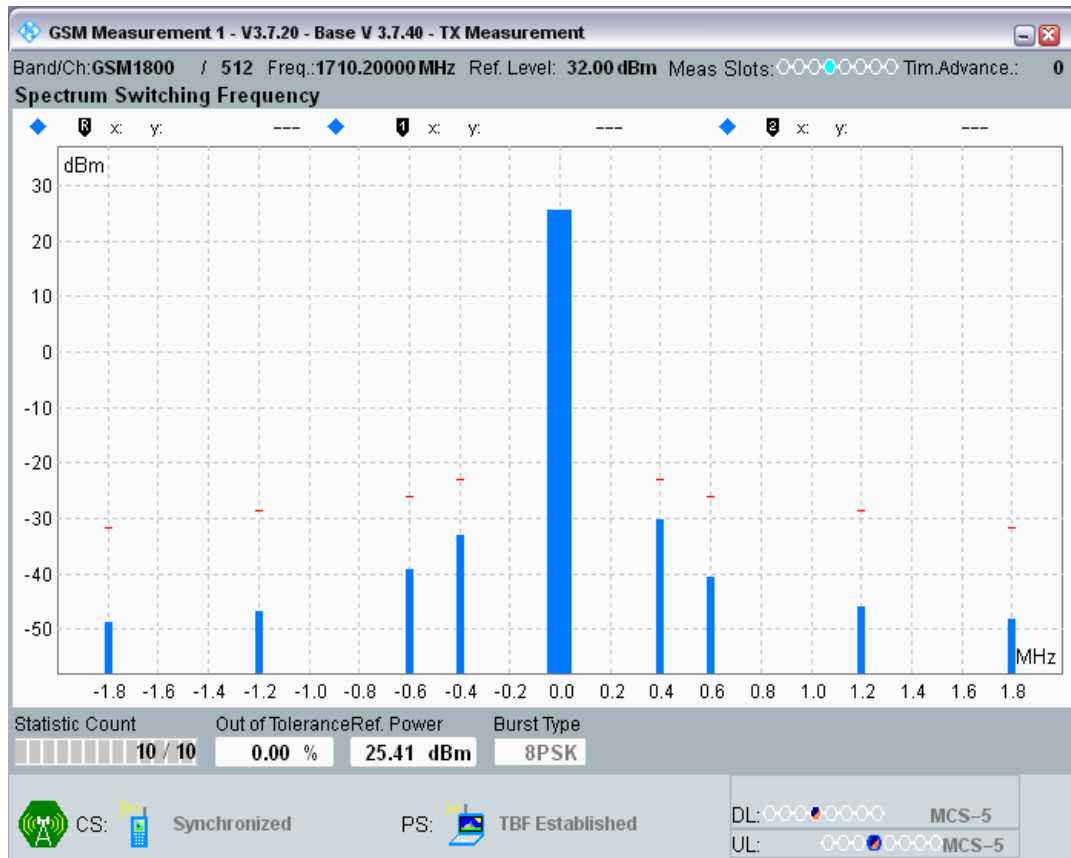 GSM Measurement 1 - V3.7.20 - Base V 3.7.40 - TX Measurement
Band/Ch:GSM1800 / 512 Freq.:1710.20000 MHz Ref. Level: 32.00 dBm Meas Slots: Tim.Advance.: 0
Spectrum Switching Frequency
R x: y: --- 1 x: y: --- 2 x: y: ---
dBm
30
20
10
0
-10
-20
-30
-40
-50
MHz
-1.8 -1.6 -1.4 -1.2 -1.0 -0.8 -0.6 -0.4 -0.2 0.0 0.2 0.4 0.6 0.8 1.0 1.2 1.4 1.6 1.8
Statistic Count Out of Tolerance Ref. Power Burst Type
10 / 10 0.00 % 25.41 dBm 8PSK
CS: Synchronized PS: TBF Established
DL: MCS-5
UL: MCS-5